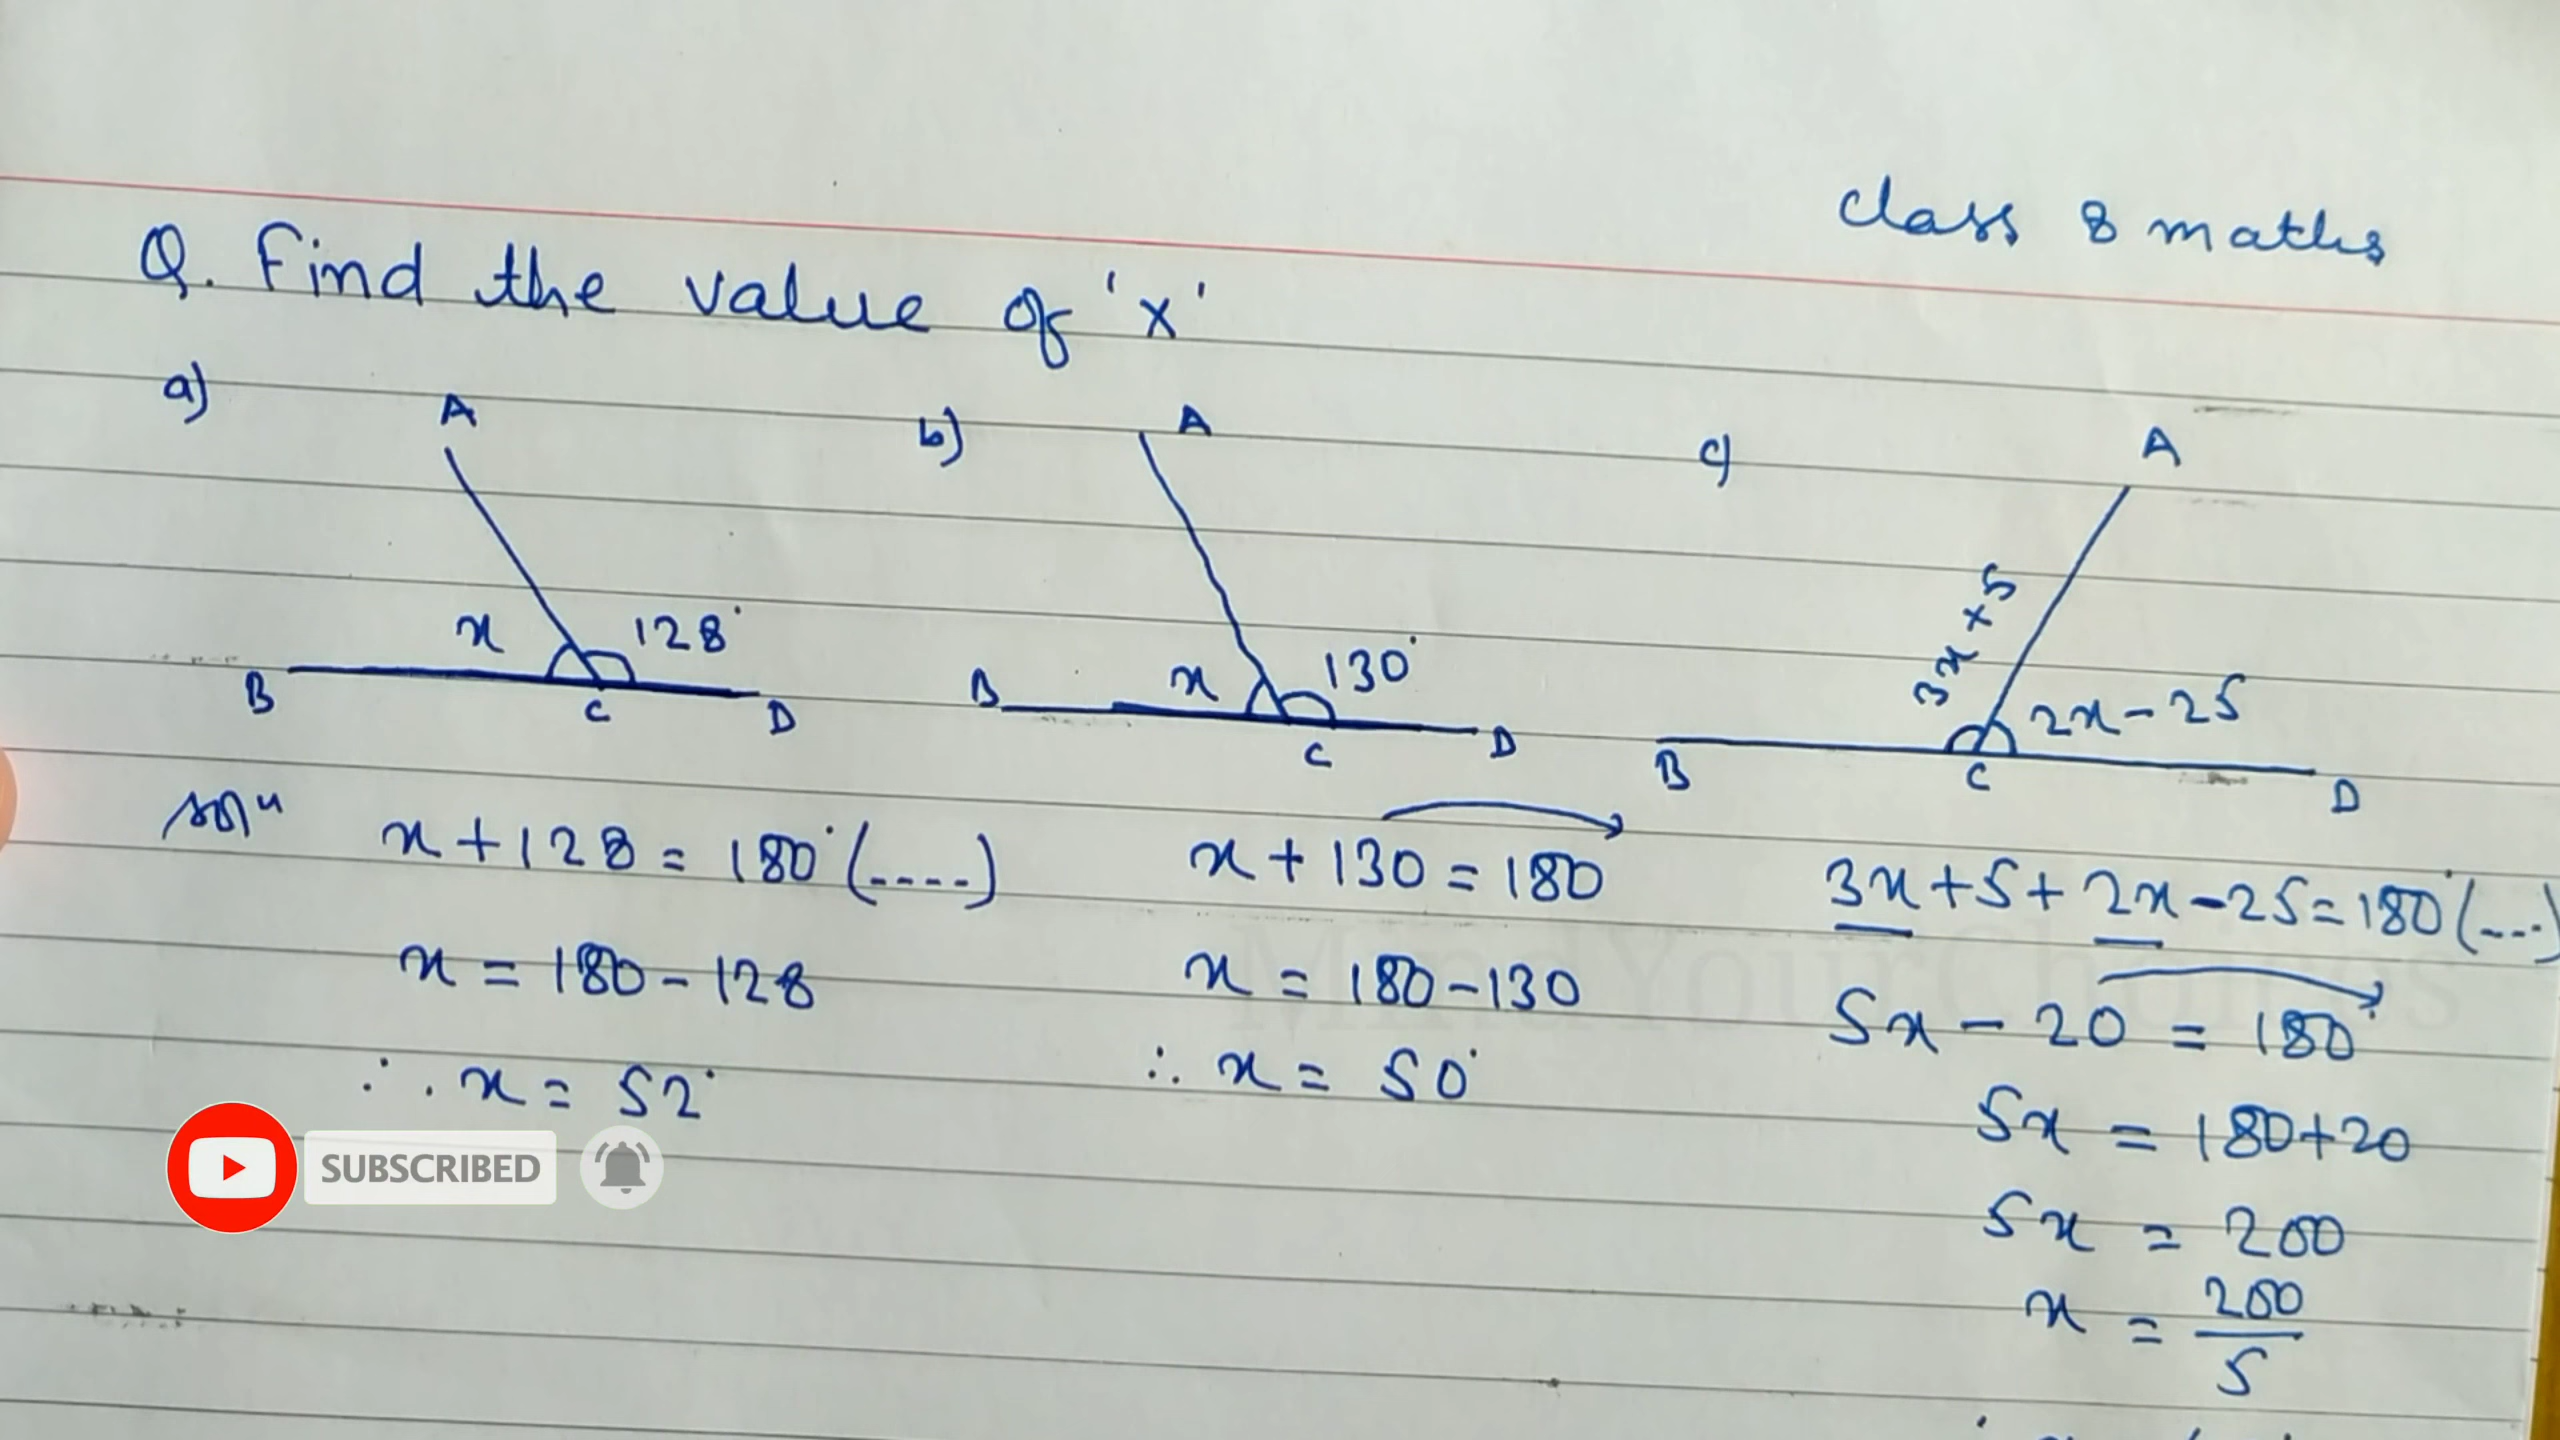 class 8 maths
Q. Find the value of 'x'
a)
A
x 128°
B C D
b)
A
x 130°
B C D
c)
A
3x + 5
2x - 25
B C D
solⁿ x + 128 = 180° (....)
x = 180 - 128
∴ x = 52°
x + 130 = 180
x = 180 - 130
∴ x = 50°
3x + 5 + 2x - 25 = 180° (....)
5x - 20 = 180°
5x = 180 + 20
5x = 200
x = 200/5
SUBSCRIBED